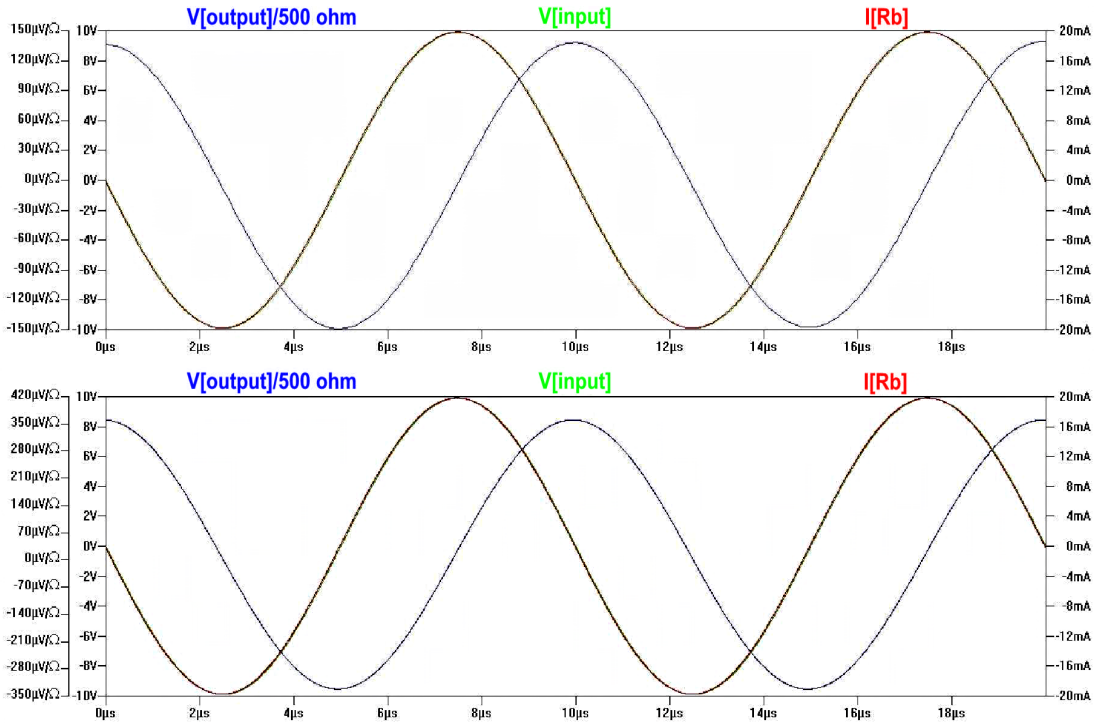 V[output]/500 ohm V[input] I[Rb]
150µV/Ω 10V 20mA
120µV/Ω 8V 16mA
90µV/Ω 6V 12mA
60µV/Ω 4V 8mA
30µV/Ω 2V 4mA
0µV/Ω 0V 0mA
-30µV/Ω -2V -4mA
-60µV/Ω -4V -8mA
-90µV/Ω -6V -12mA
-120µV/Ω -8V -16mA
-150µV/Ω -10V -20mA
0µs 2µs 4µs 6µs 8µs 10µs 12µs 14µs 16µs 18µs
V[output]/500 ohm V[input] I[Rb]
420µV/Ω 10V 20mA
350µV/Ω 8V 16mA
280µV/Ω 6V 12mA
210µV/Ω 4V 8mA
140µV/Ω 2V 4mA
70µV/Ω 0V 0mA
0µV/Ω -2V -4mA
-70µV/Ω -4V -8mA
-140µV/Ω -6V -12mA
-210µV/Ω -8V -16mA
-280µV/Ω -10V -20mA
-350µV/Ω
0µs 2µs 4µs 6µs 8µs 10µs 12µs 14µs 16µs 18µs